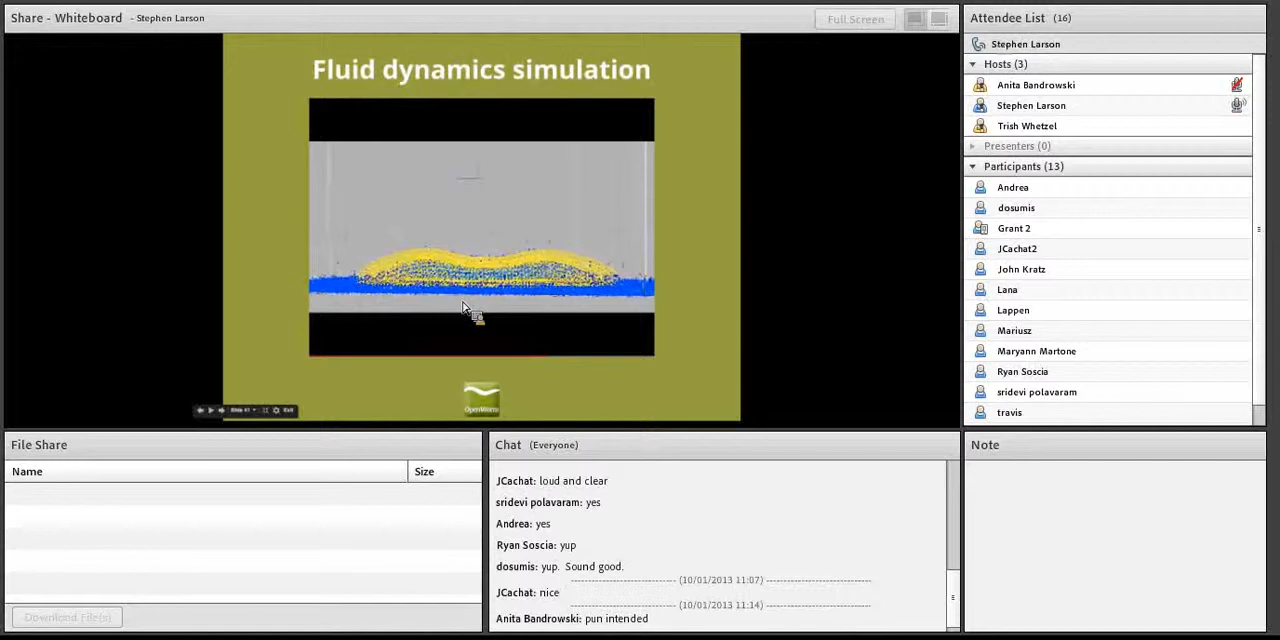 Share - Whiteboard - Stephen Larson
Full Screen
Fluid dynamics simulation
OpenWorm
Slide 41
Exit
Attendee List (16)
Stephen Larson
Hosts (3)
Anita Bandrowski
Stephen Larson
Trish Whetzel
Presenters (0)
Participants (13)
Andrea
dosumis
Grant 2
JCachat2
John Kratz
Lana
Lappen
Mariusz
Maryann Martone
Ryan Soscia
sridevi polavaram
travis
File Share
Name Size
Download File(s)
Chat (Everyone)
JCachat: loud and clear
sridevi polavaram: yes
Andrea: yes
Ryan Soscia: yup
dosumis: yup. Sound good.
(10/01/2013 11:07)
JCachat: nice
(10/01/2013 11:14)
Anita Bandrowski: pun intended
Note